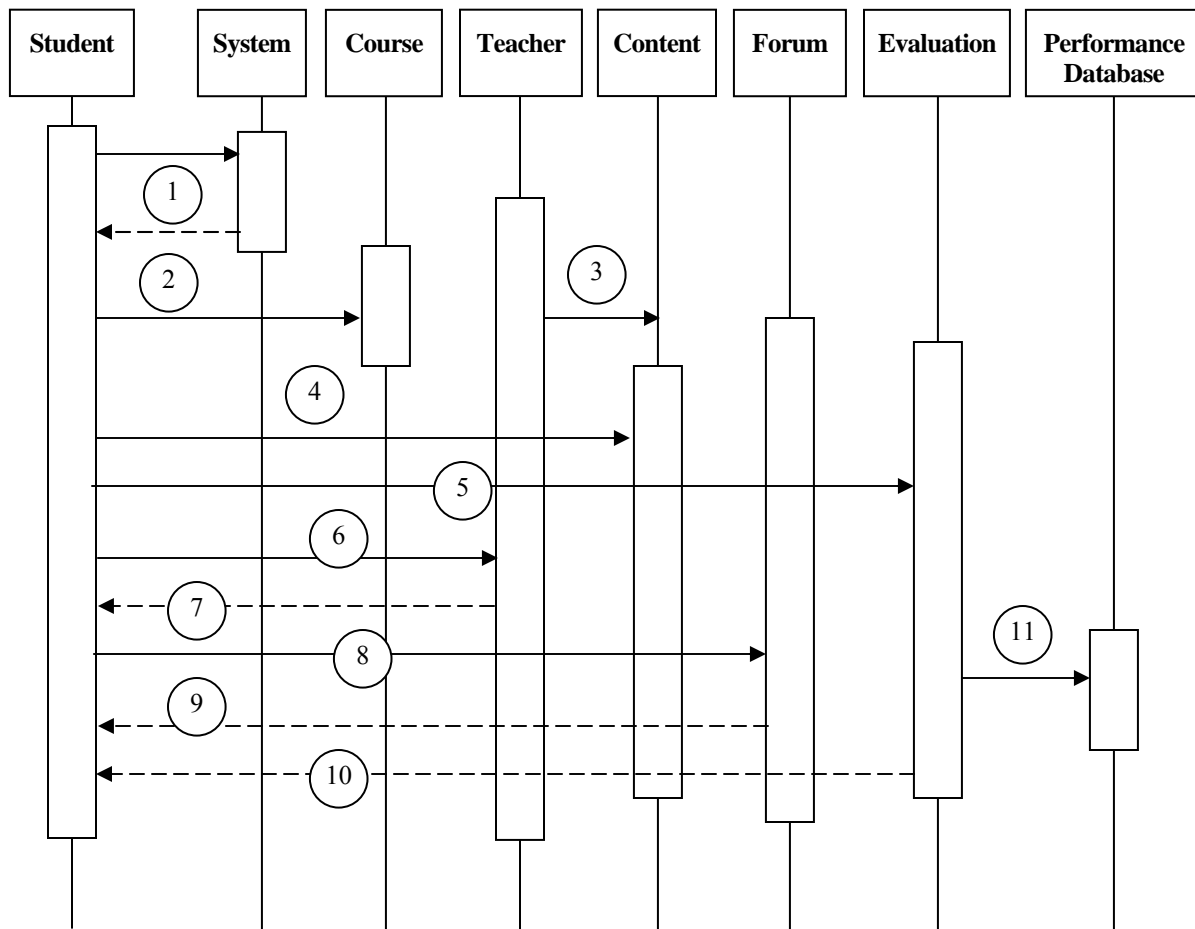 Student
System
Course
Teacher
Content
Forum
Evaluation
Performance
Database
1
2
3
4
5
6
7
8
11
9
10